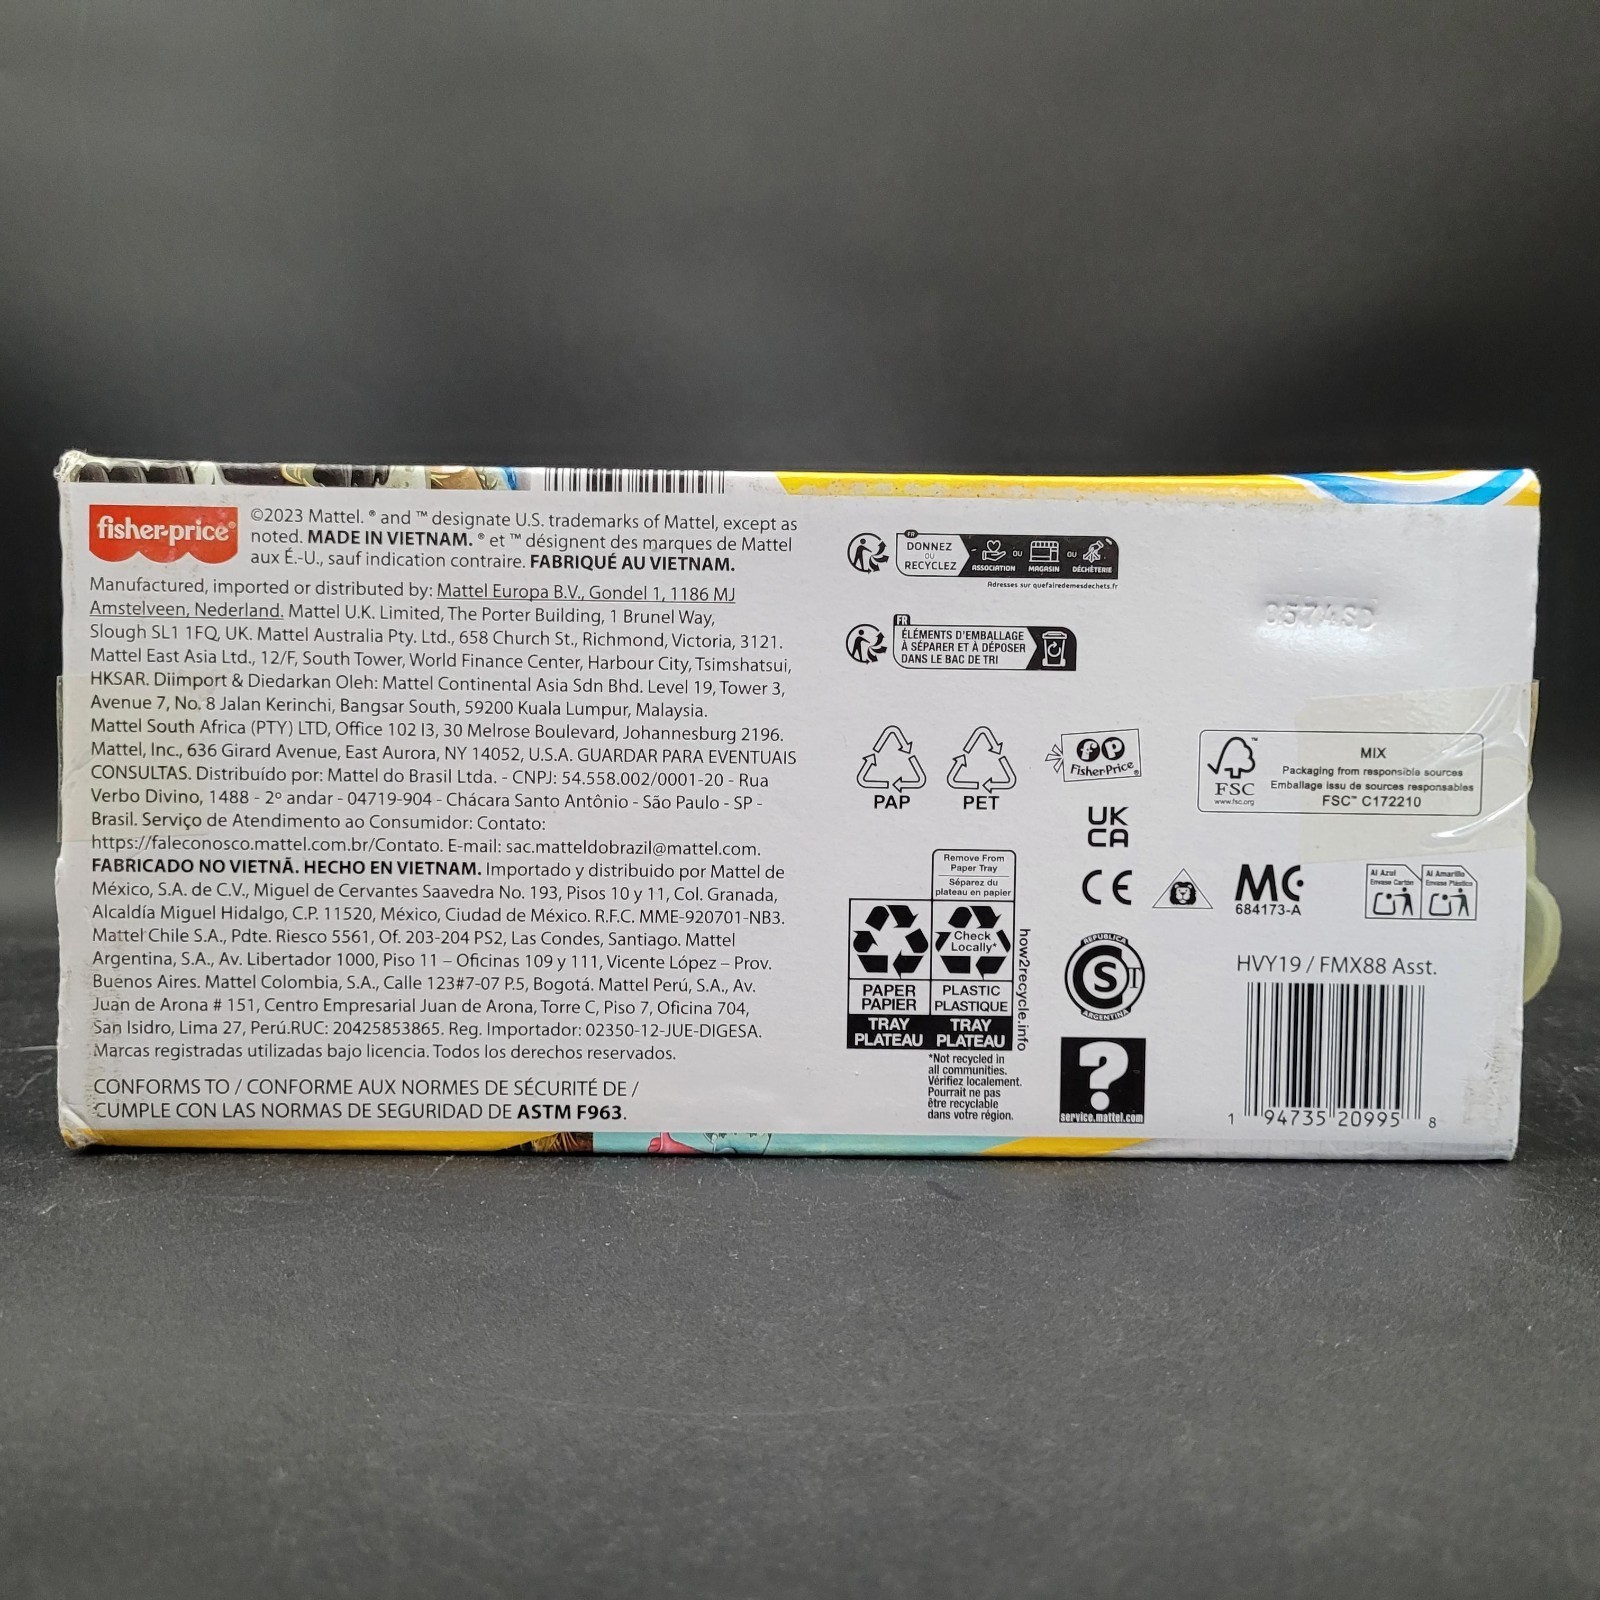 fisher-price®
©2023 Mattel. ® and ™ designate U.S. trademarks of Mattel, except as
noted. MADE IN VIETNAM. ® et ™ désignent des marques de Mattel
aux É.-U., sauf indication contraire. FABRIQUÉ AU VIETNAM.
Manufactured, imported or distributed by: Mattel Europa B.V., Gondel 1, 1186 MJ
Amstelveen, Nederland. Mattel U.K. Limited, The Porter Building, 1 Brunel Way,
Slough SL1 1FQ, UK. Mattel Australia Pty. Ltd., 658 Church St., Richmond, Victoria, 3121.
Mattel East Asia Ltd., 12/F, South Tower, World Finance Center, Harbour City, Tsimshatsui,
HKSAR. Diimport & Diedarkan Oleh: Mattel Continental Asia Sdn Bhd. Level 19, Tower 3,
Avenue 7, No. 8 Jalan Kerinchi, Bangsar South, 59200 Kuala Lumpur, Malaysia.
Mattel South Africa (PTY) LTD, Office 102 I3, 30 Melrose Boulevard, Johannesburg 2196.
Mattel, Inc., 636 Girard Avenue, East Aurora, NY 14052, U.S.A. GUARDAR PARA EVENTUAIS
CONSULTAS. Distribuído por: Mattel do Brasil Ltda. - CNPJ: 54.558.002/0001-20 - Rua
Verbo Divino, 1488 - 2º andar - 04719-904 - Chácara Santo Antônio - São Paulo - SP -
Brasil. Serviço de Atendimento ao Consumidor: Contato:
https://faleconosco.mattel.com.br/Contato. E-mail: sac.matteldobrazil@mattel.com.
FABRICADO NO VIETNÃ. HECHO EN VIETNAM. Importado y distribuido por Mattel de
México, S.A. de C.V., Miguel de Cervantes Saavedra No. 193, Pisos 10 y 11, Col. Granada,
Alcaldía Miguel Hidalgo, C.P. 11520, México, Ciudad de México. R.F.C. MME-920701-NB3.
Mattel Chile S.A., Pdte. Riesco 5561, Of. 203-204 PS2, Las Condes, Santiago. Mattel
Argentina, S.A., Av. Libertador 1000, Piso 11 – Oficinas 109 y 111, Vicente López – Prov.
Buenos Aires. Mattel Colombia, S.A., Calle 123#7-07 P.5, Bogotá. Mattel Perú, S.A., Av.
Juan de Arona # 151, Centro Empresarial Juan de Arona, Torre C, Piso 7, Oficina 704,
San Isidro, Lima 27, Perú.RUC: 20425853865. Reg. Importador: 02350-12-JUE-DIGESA.
Marcas registradas utilizadas bajo licencia. Todos los derechos reservados.
CONFORMS TO / CONFORME AUX NORMES DE SÉCURITÉ DE /
CUMPLE CON LAS NORMAS DE SEGURIDAD DE ASTM F963.
FR
DONNEZ
OU
RECYCLEZ
ASSOCIATION OU MAGASIN OU DÉCHÈTERIE
Adresses sur quefairedemesdechets.fr
FR
ÉLÉMENTS D'EMBALLAGE
À SÉPARER ET À DÉPOSER
DANS LE BAC DE TRI
PAP
PET
fp
Fisher-Price®
UK
CA
CE
Remove From
Paper Tray
Séparez du
plateau en papier
Check
Locally*
PAPER
PAPIER
PLASTIC
PLASTIQUE
TRAY
PLATEAU
TRAY
PLATEAU
how2recycle.info
*Not recycled in
all communities.
Vérifiez localement.
Pourrait ne pas
être recyclable
dans votre région.
REPUBLICA
S
ARGENTINA
?
service.mattel.com
FSC™
www.fsc.org
MIX
Packaging from responsible sources
Emballage issu de sources responsables
FSC™ C172210
MC
684173-A
Al Azul
Envase Cartón
Al Amarillo
Envase Plástico
HVY19 / FMX88 Asst.
1 94735 20995 8